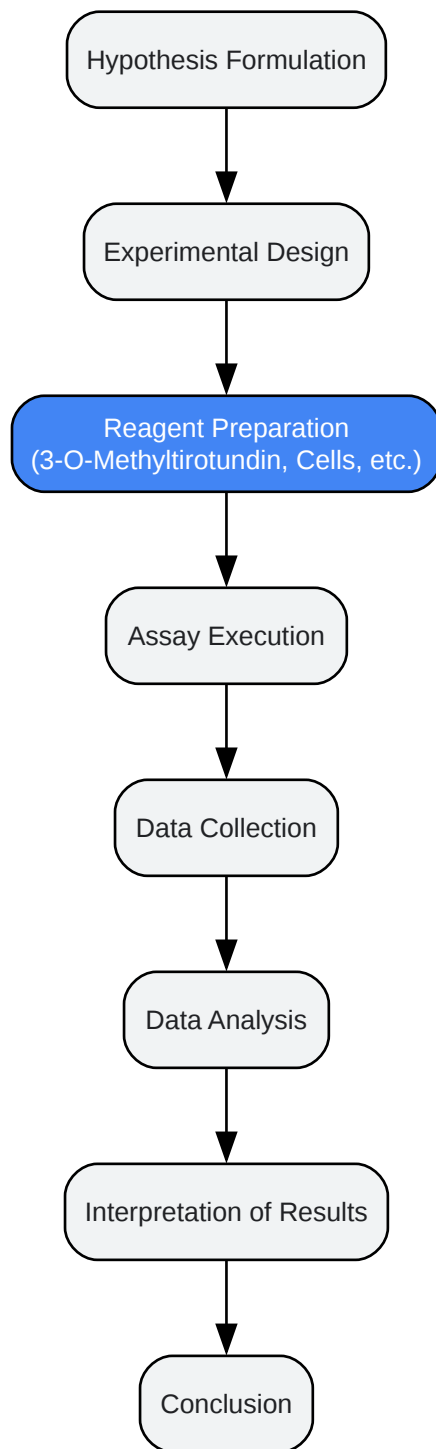 Hypothesis Formulation
Experimental Design
Reagent Preparation
(3-O-Methyltirotundin, Cells, etc.)
Assay Execution
Data Collection
Data Analysis
Interpretation of Results
Conclusion